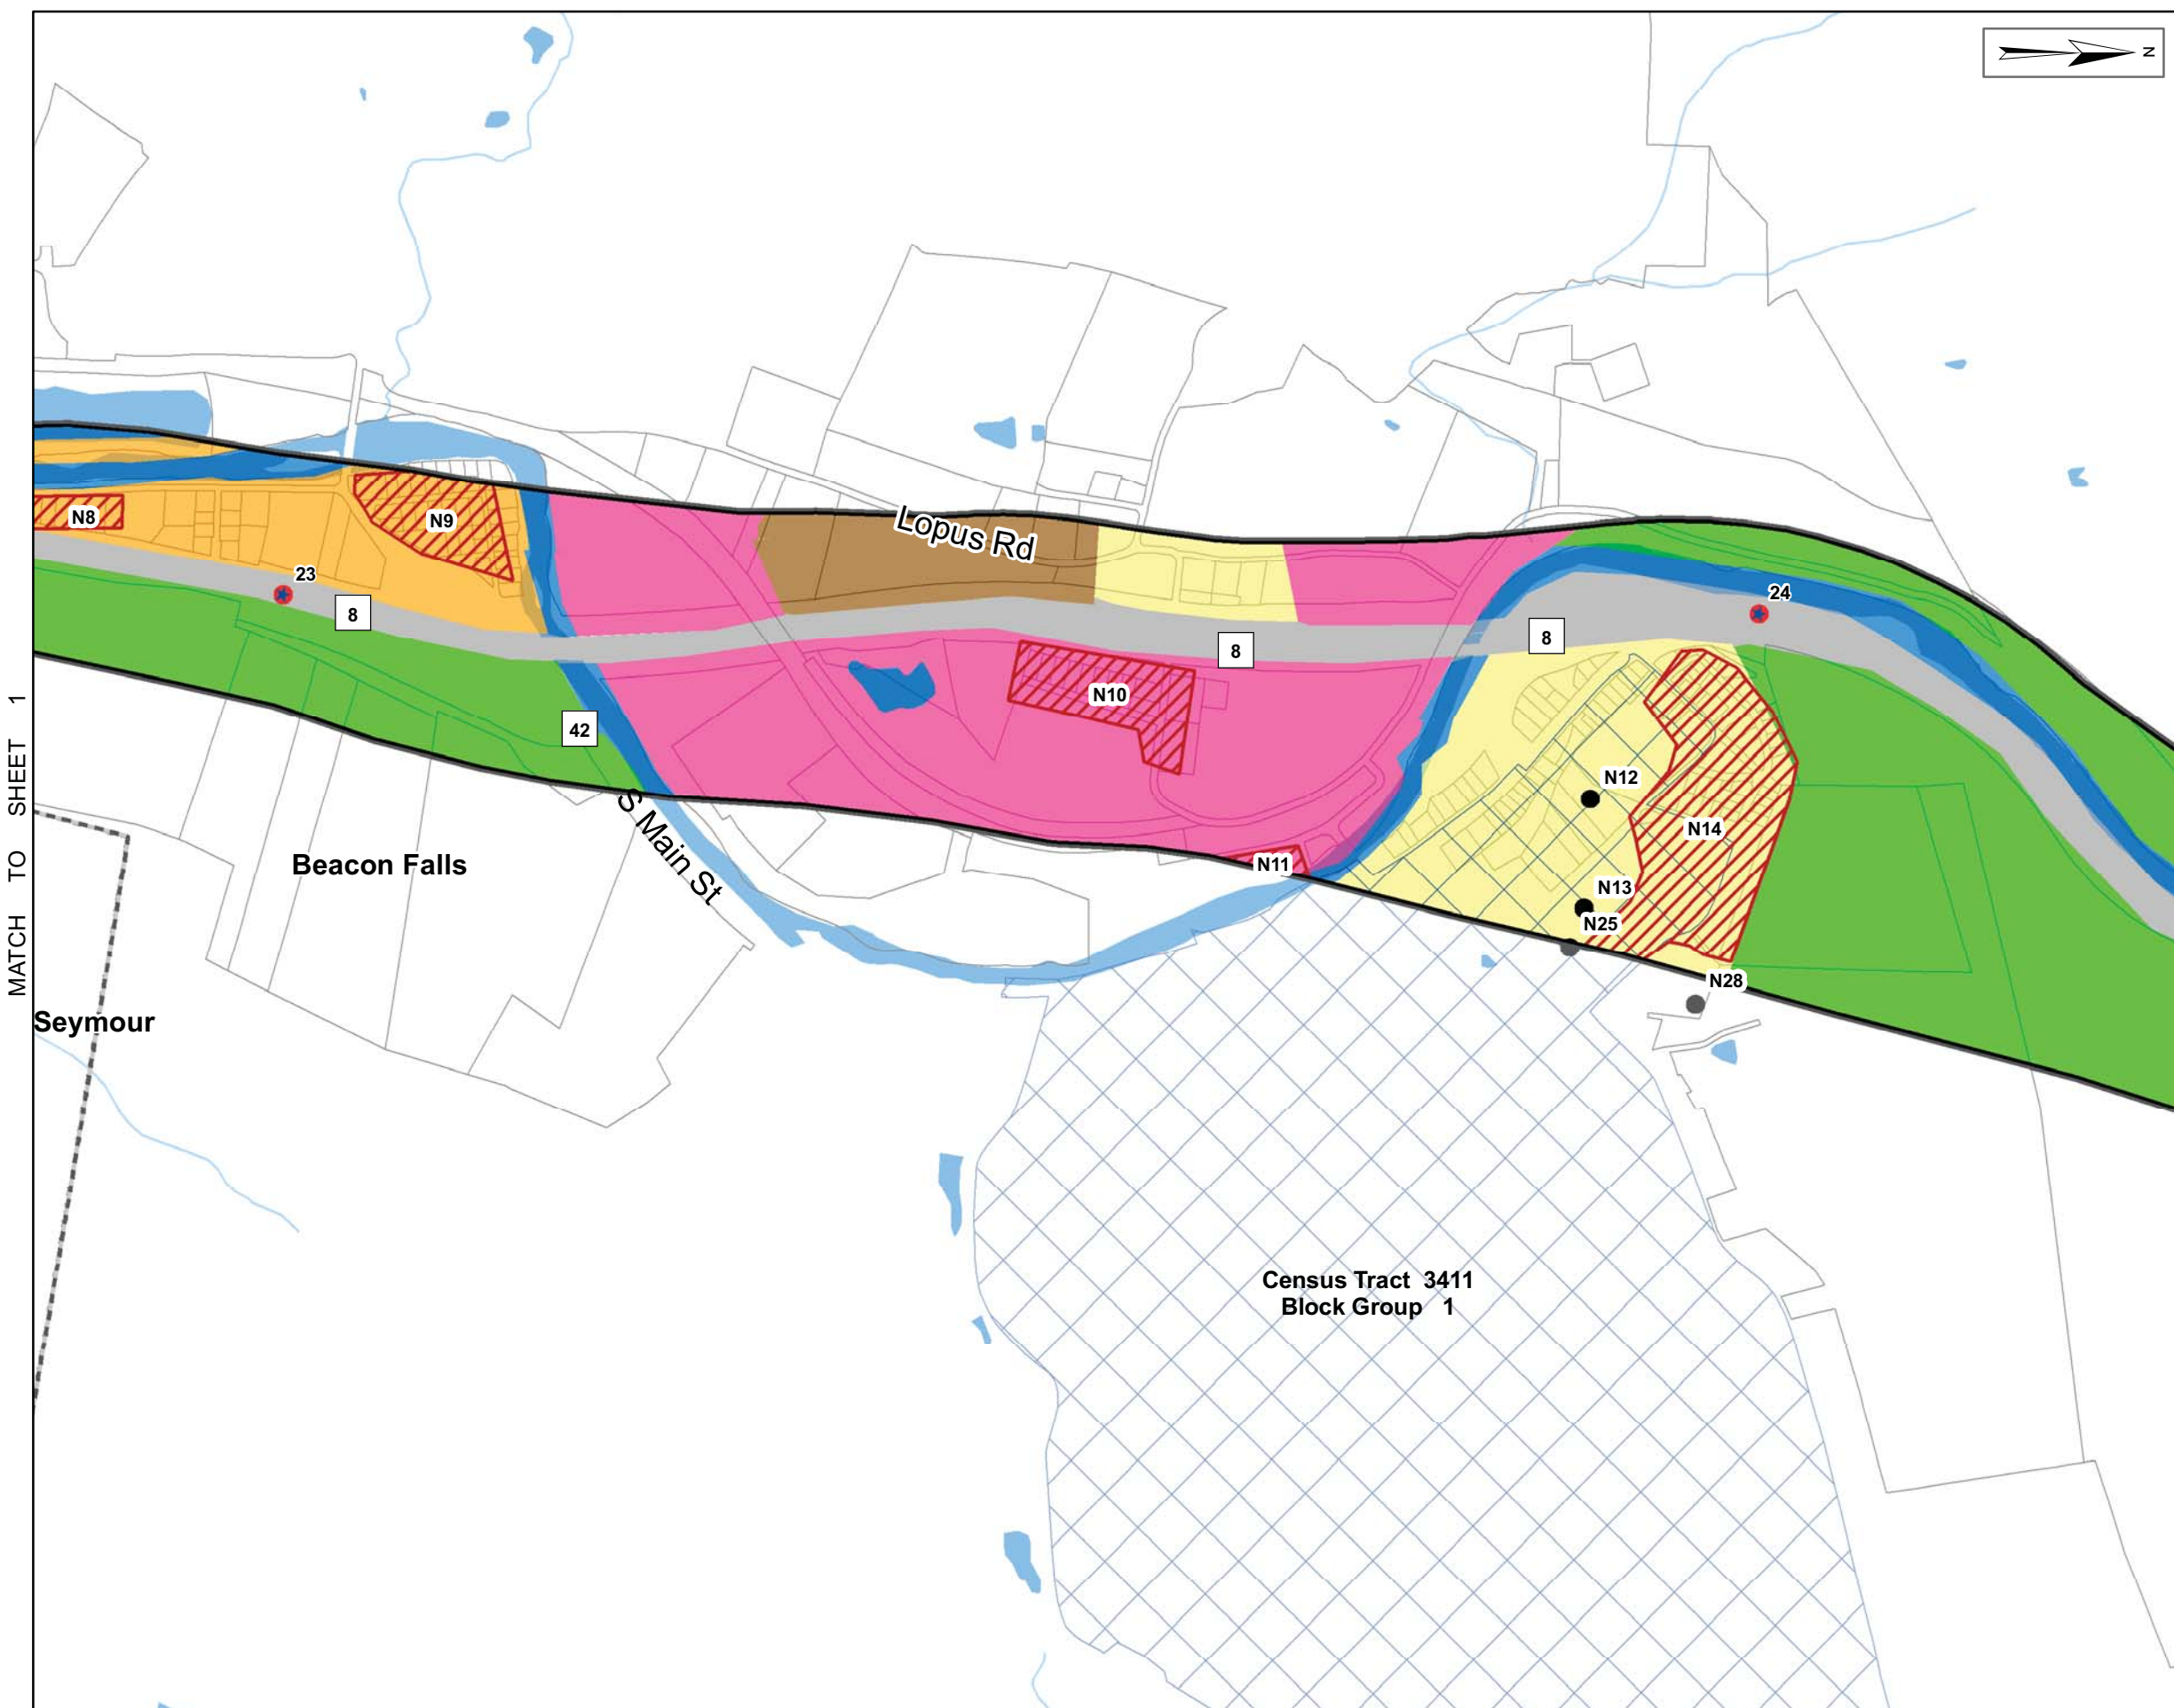 N
Lopus Rd
N8
N9
23
8
24
8
8
N10
42
MATCH TO SHEET 1
N12
S Main St
N14
Beacon Falls
N11
N13
N25
N28
Seymour
Census Tract 3411
Block Group 1